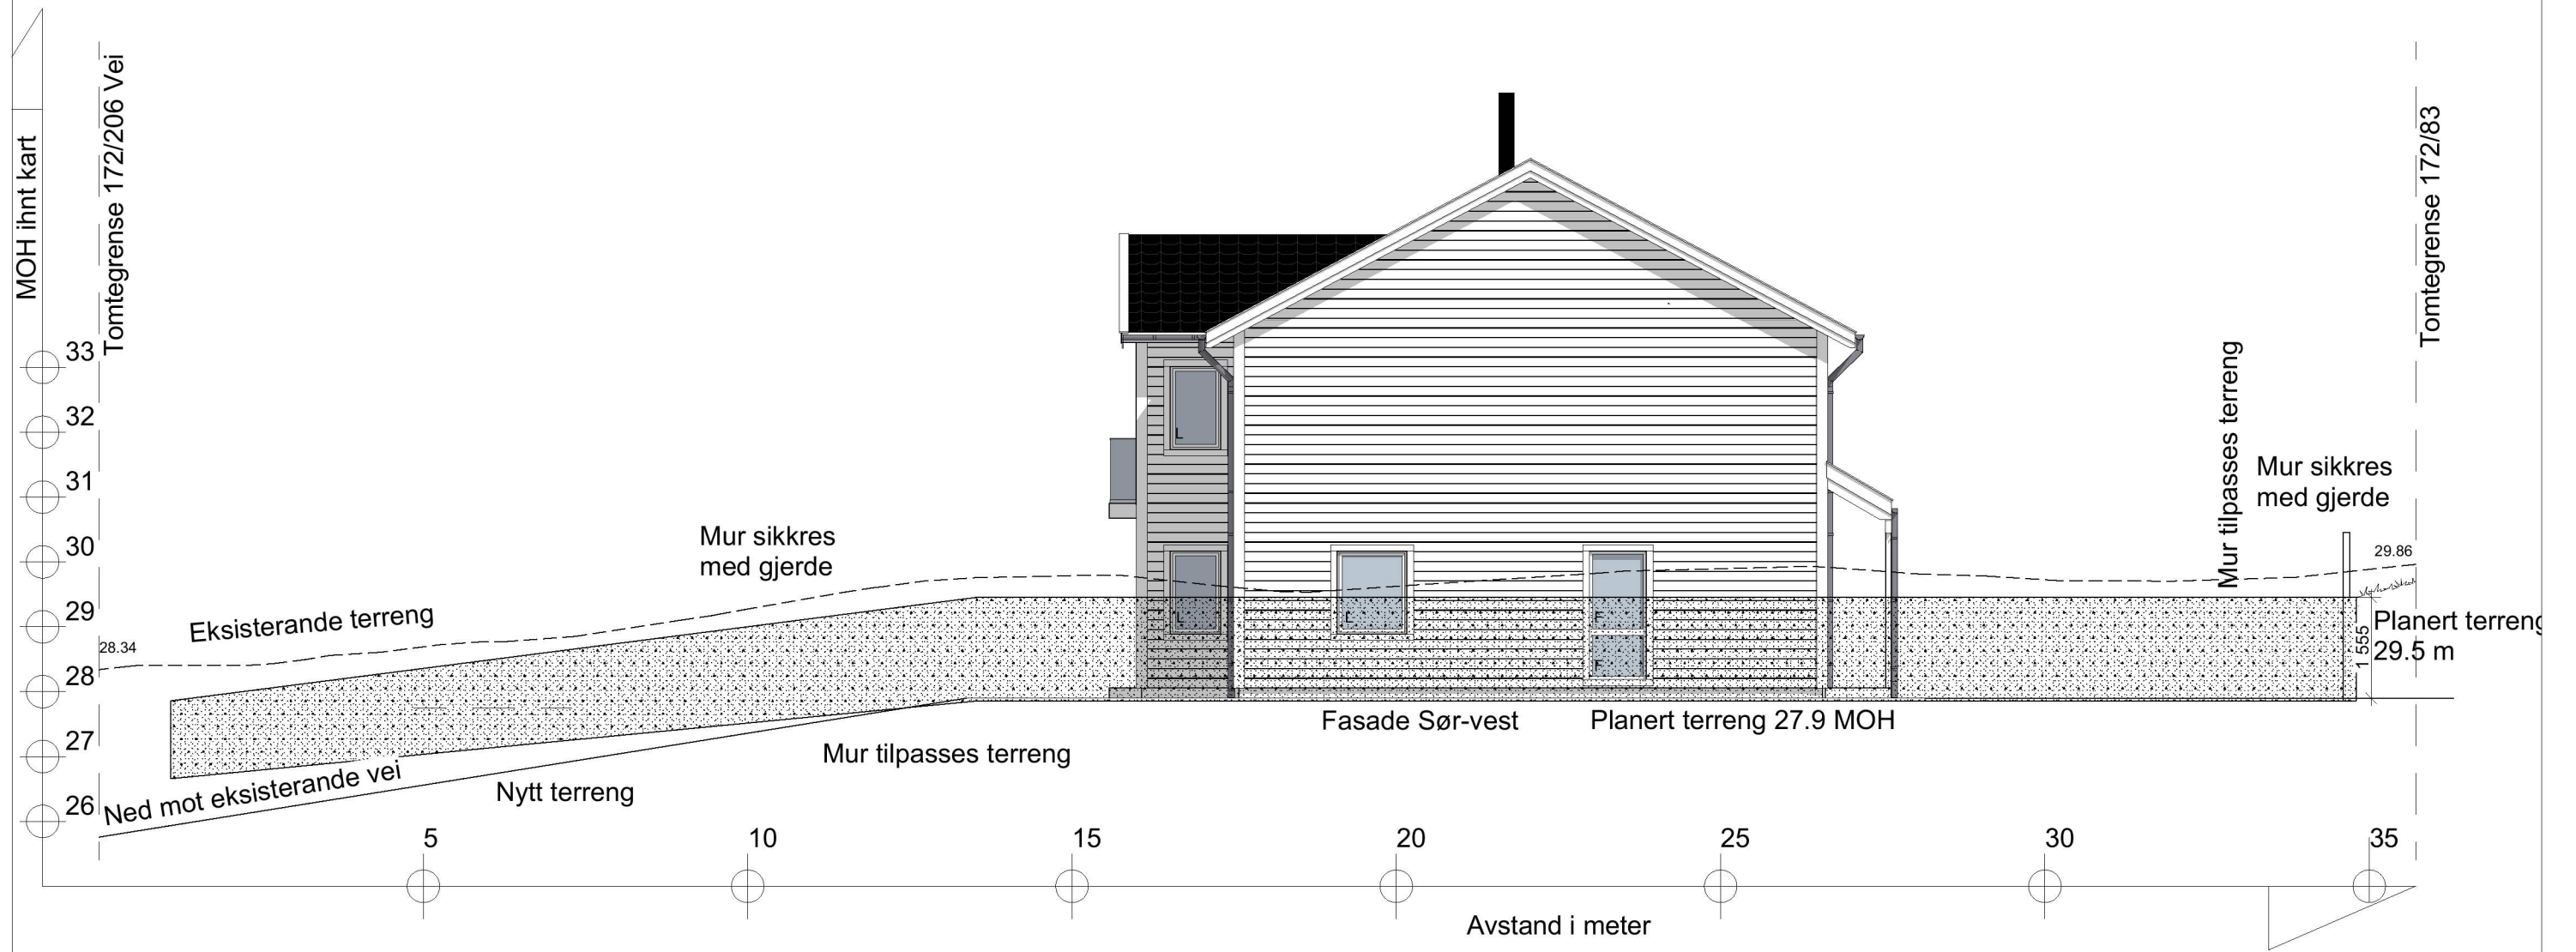 MOH ihnt kart
Tomtegrense 172/206 Vei
Tomtegrense 172/83
33
32
31
30
29
28
27
26
Mur tilpasses terreng
Mur sikkres
med gjerde
Mur sikkres
med gjerde
29.86
Eksisterande terreng
28.34
L
L
L
F
F
1 555
Planert terreng
29.5 m
Fasade Sør-vest
Planert terreng 27.9 MOH
Mur tilpasses terreng
Ned mot eksisterande vei
Nytt terreng
5
10
15
20
25
30
35
Avstand i meter